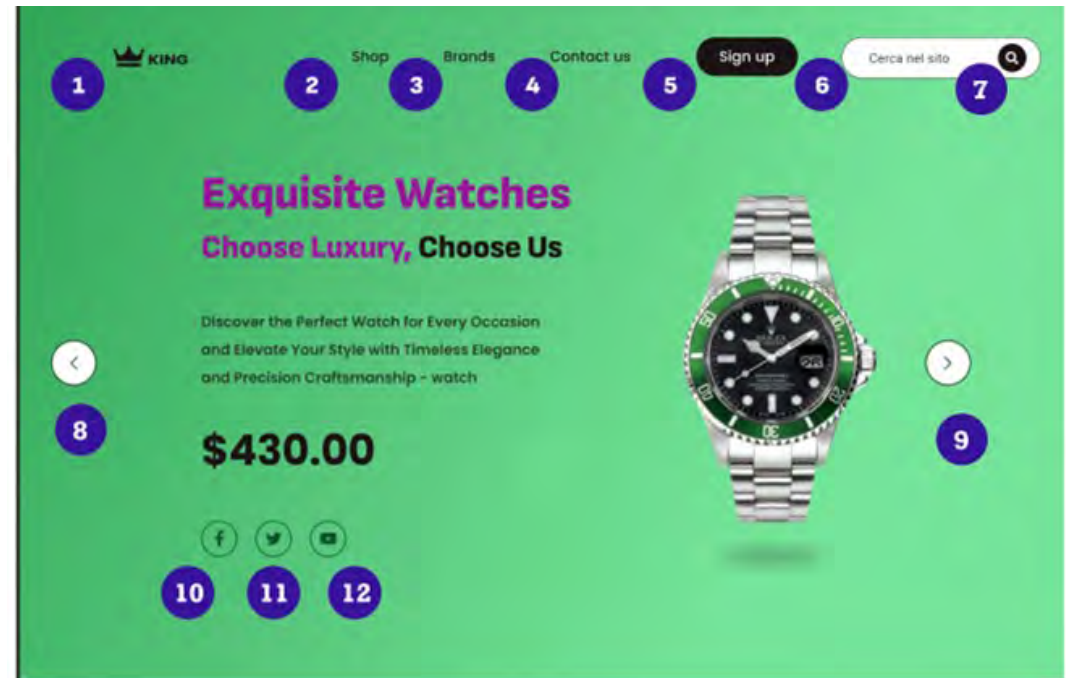 KING
Shop
Brands
Contact us
Sign up
Cerca nel sito
1
2
3
4
5
6
7
Exquisite Watches
Choose Luxury, Choose Us
Discover the Perfect Watch for Every Occasion
and Elevate Your Style with Timeless Elegance
and Precision Craftsmanship - watch
8
9
$430.00
10
11
12